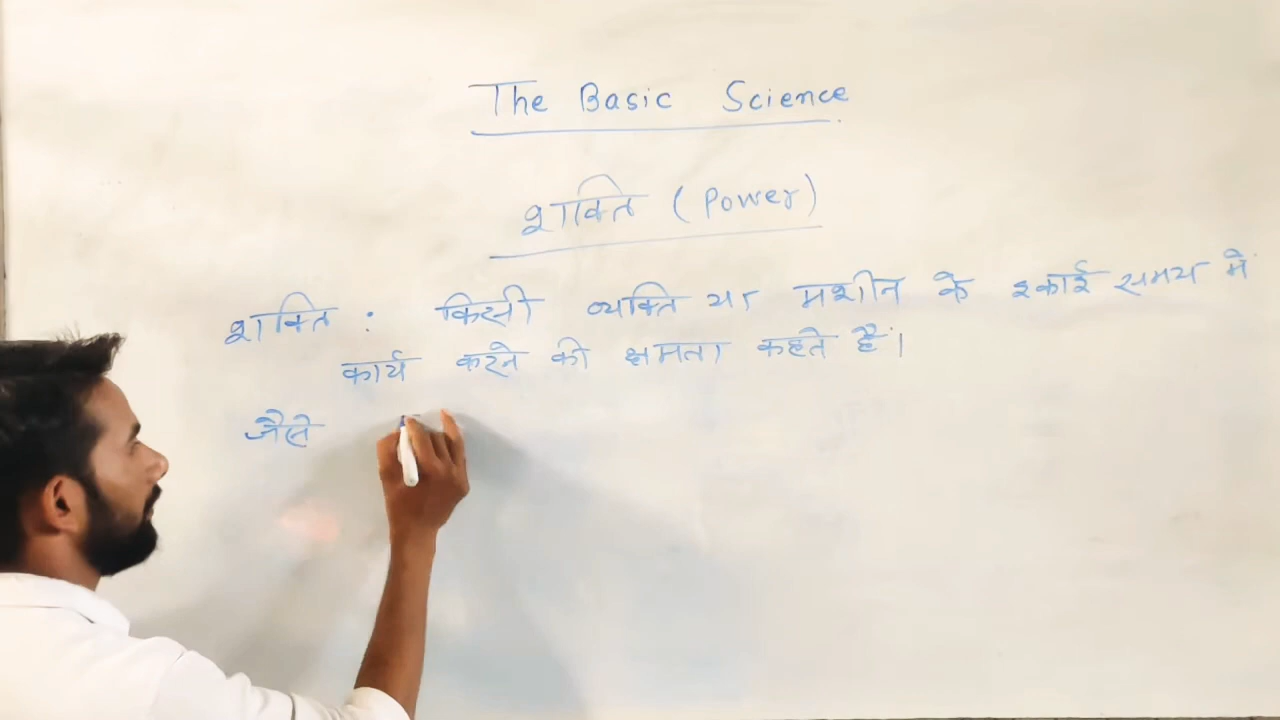 The Basic Science
शक्ति (Power)
शक्ति : किसी व्यक्ति या मशीन के इकाई समय में
कार्य करने की क्षमता कहते हैं।
जैसे